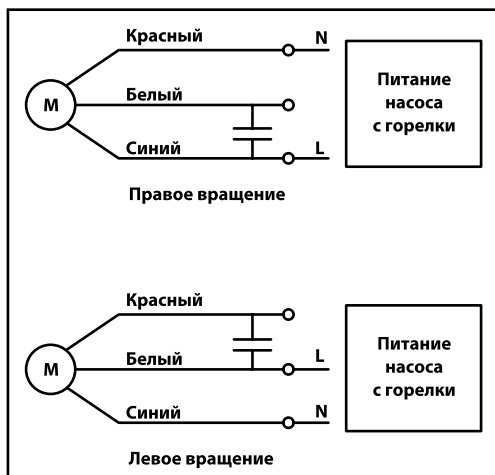 Красный
N
Белый
М
Синий
L
Питание
насоса
с горелки
Правое вращение
Красный
Белый
L
М
Синий
N
Питание
насоса
с горелки
Левое вращение